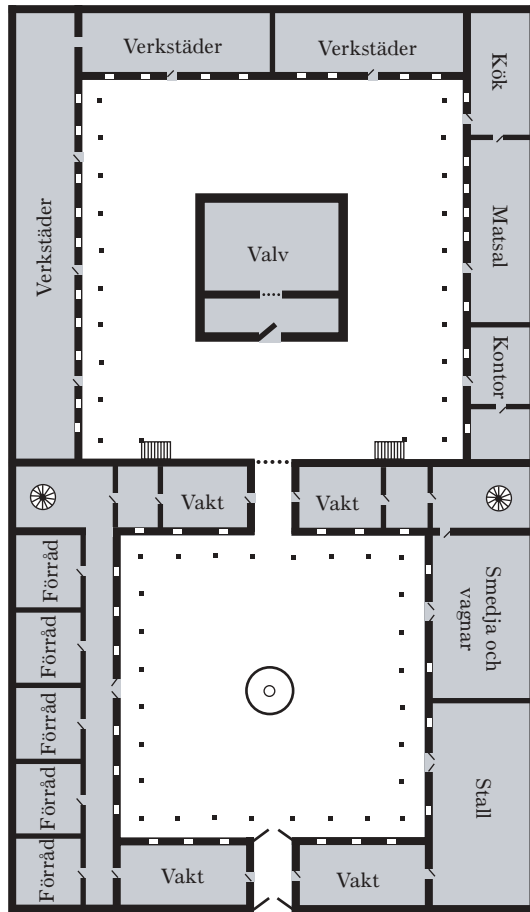 Verkstäder
Verkstäder
Kök
Verkstäder
Matsal
Valv
Kontor
Vakt
Vakt
Förråd
Smedja och
vagnar
Förråd
Förråd
Förråd
Stall
Förråd
Vakt
Vakt